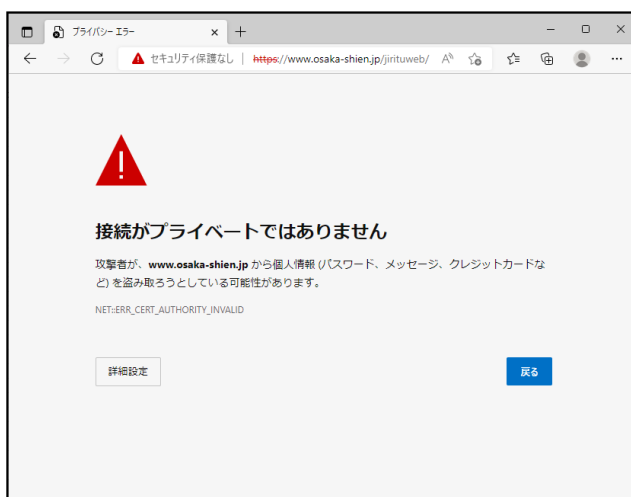 プライバシー エラー
セキュリティ保護なし | https://www.osaka-shien.jp/jirituweb/
接続がプライベートではありません
攻撃者が、www.osaka-shien.jp から個人情報 (パスワード、メッセージ、クレジットカードな
ど) を盗み取ろうとしている可能性があります。
NET::ERR_CERT_AUTHORITY_INVALID
詳細設定
戻る